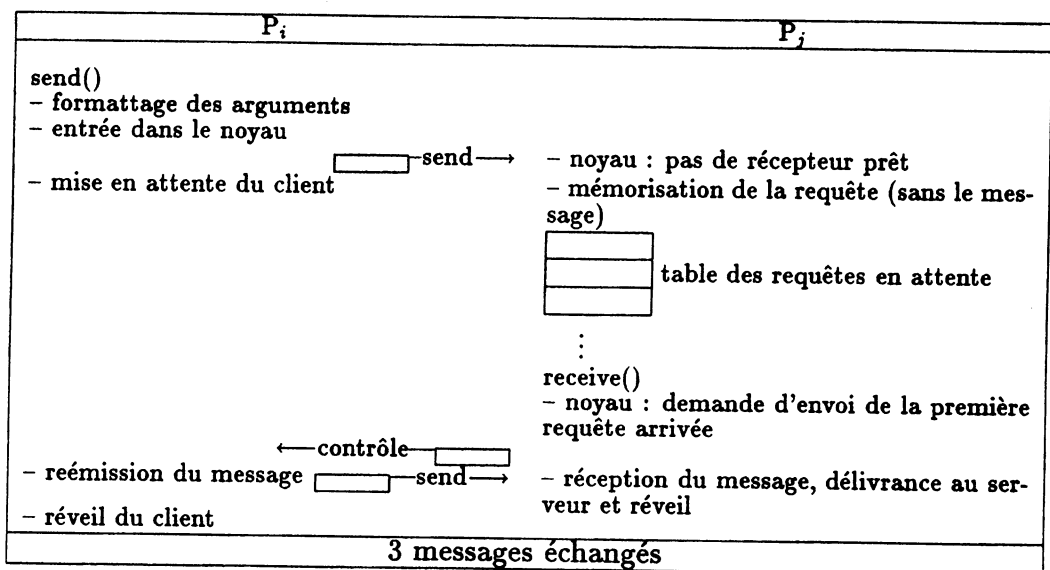 P_i P_j
send()
– formattage des arguments
– entrée dans le noyau
send – noyau : pas de récepteur prêt
– mise en attente du client – mémorisation de la requête (sans le mes-
sage)
table des requêtes en attente
⋮
receive()
– noyau : demande d'envoi de la première
requête arrivée
contrôle
– reémission du message send – réception du message, délivrance au ser-
veur et réveil
– réveil du client
3 messages échangés